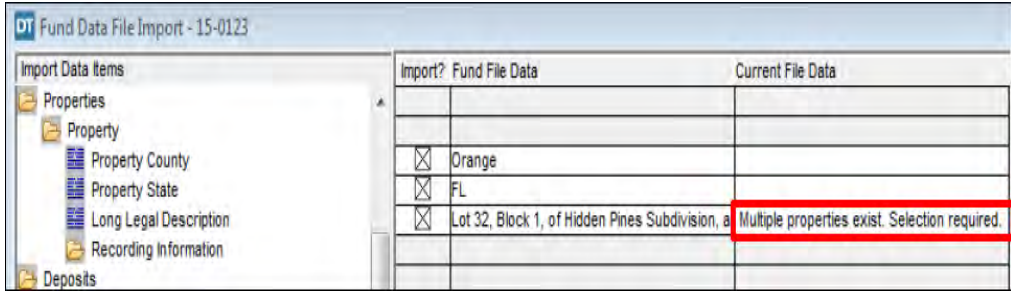 DT Fund Data File Import - 15-0123
Import Data Items Import? Fund File Data Current File Data
Properties
Property
Property County Orange
Property State FL
Long Legal Description Lot 32, Block 1, of Hidden Pines Subdivision, a Multiple properties exist. Selection required.
Recording Information
Deposits